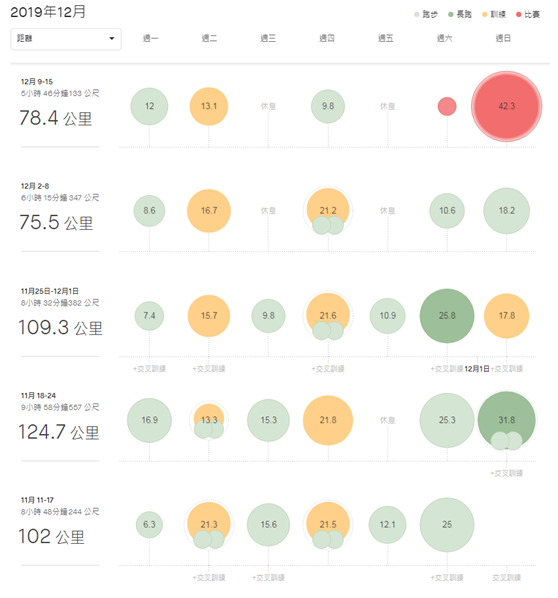 2019年12月
跑步 長跑 訓練 比賽
距離 週一 週二 週三 週四 週五 週六 週日
12月 9-15
5小時 46分鐘133 公尺
78.4 公里
12 13.1 休息 9.8 休息 42.3
12月 2-8
6小時 15分鐘 347 公尺
75.5 公里
8.6 16.7 休息 21.2 休息 10.6 18.2
11月25日-12月1日
8小時 32分鐘382 公尺
109.3 公里
7.4 15.7 9.8 21.6 10.9 25.8 17.8
+交叉訓練 +交叉訓練 +交叉訓練 +交叉訓練 12月1日 +交叉訓練
11月 18-24
9小時 58分鐘557 公尺
124.7 公里
16.9 13.3 15.3 21.8 休息 25.3 31.8
+交叉訓練
11月 11-17
8小時 48分鐘244 公尺
102 公里
6.3 21.3 15.6 21.5 12.1 25
+交叉訓練 +交叉訓練 +交叉訓練 +交叉訓練